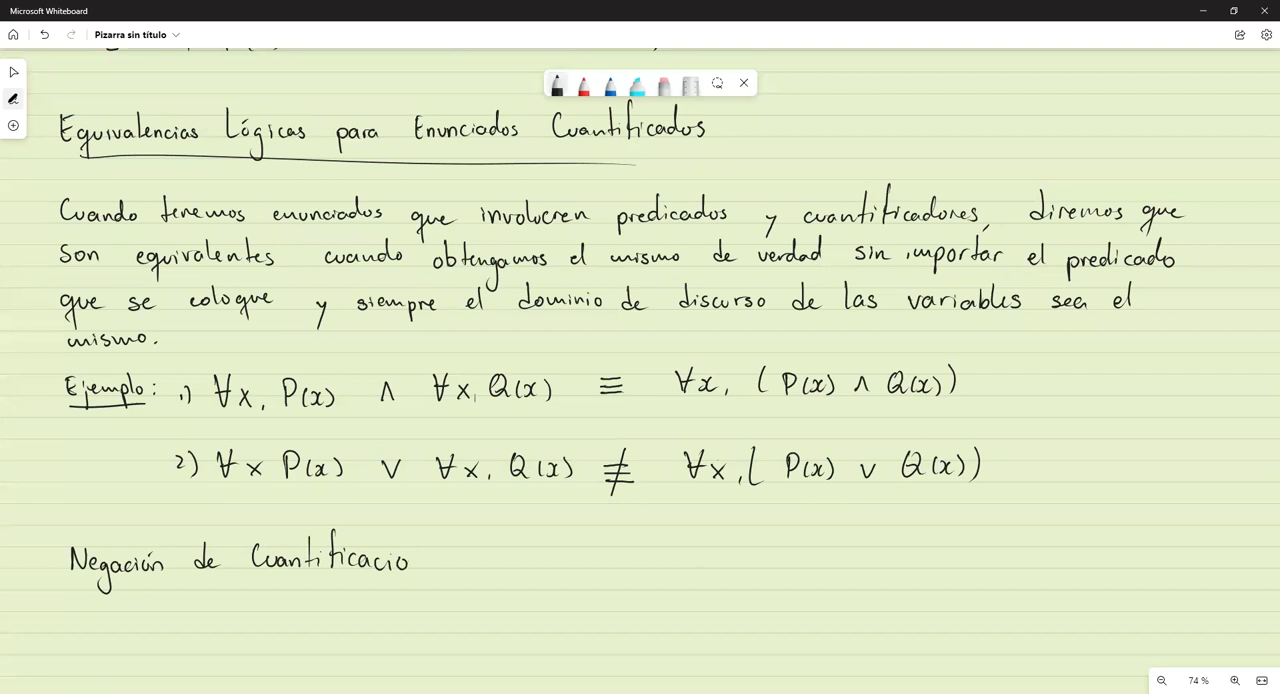 Microsoft Whiteboard
Pizarra sin título
Equivalencias Lógicas para Enunciados Cuantificados
Cuando tenemos enunciados que involucren predicados y cuantificadores, diremos que
son equivalentes cuando obtengamos el mismo de verdad sin importar el predicado
que se coloque y siempre el dominio de discurso de las variables sea el
mismo.
Ejemplo: 1) ∀x, P(x) ∧ ∀x, Q(x) ≡ ∀x, (P(x) ∧ Q(x))
2) ∀x P(x) ∨ ∀x, Q(x) ≢ ∀x, (P(x) ∨ Q(x))
Negación de Cuantificacio
74 %